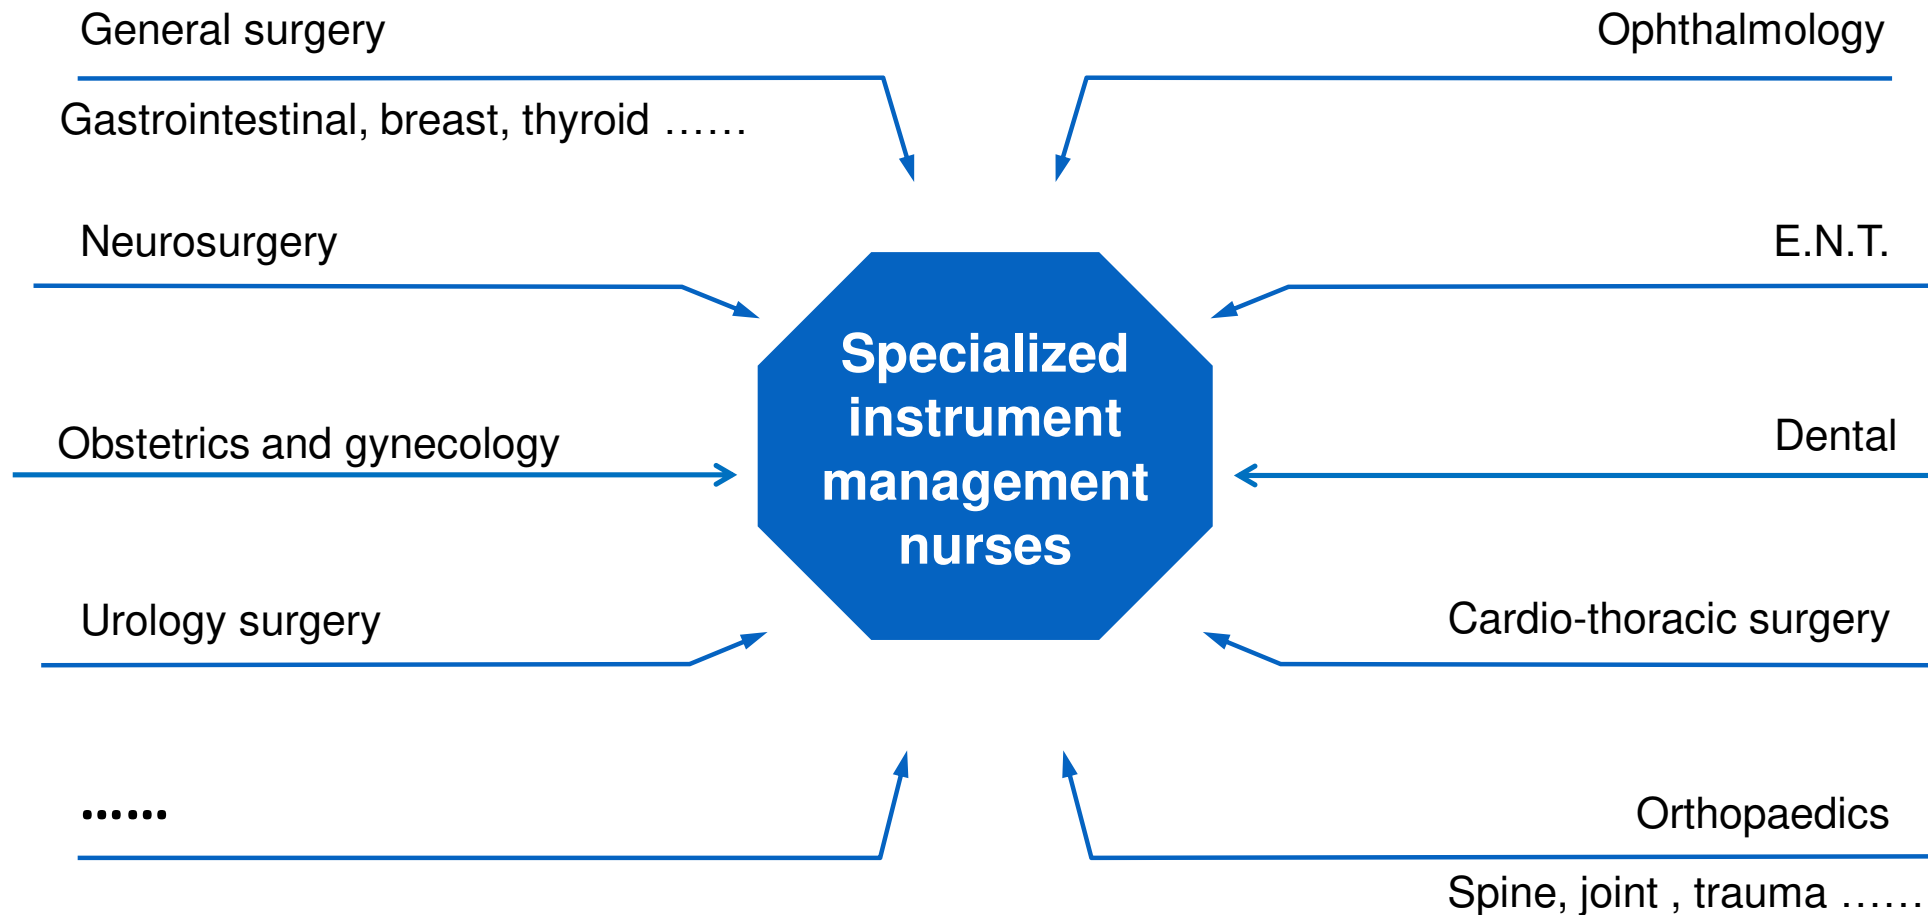 General surgery
Gastrointestinal, breast, thyroid ……
Neurosurgery
Obstetrics and gynecology
Urology surgery
……
Specialized
instrument
management
nurses
Ophthalmology
E.N.T.
Dental
Cardio-thoracic surgery
Orthopaedics
Spine, joint , trauma ……